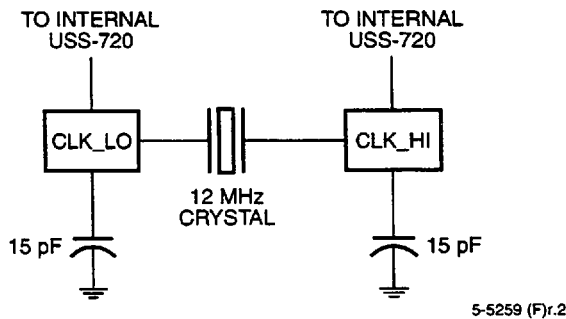 TO INTERNAL
USS-720
TO INTERNAL
USS-720
CLK_LO
CLK_HI
12 MHz
CRYSTAL
15 pF
15 pF
5-5259 (F)r.2